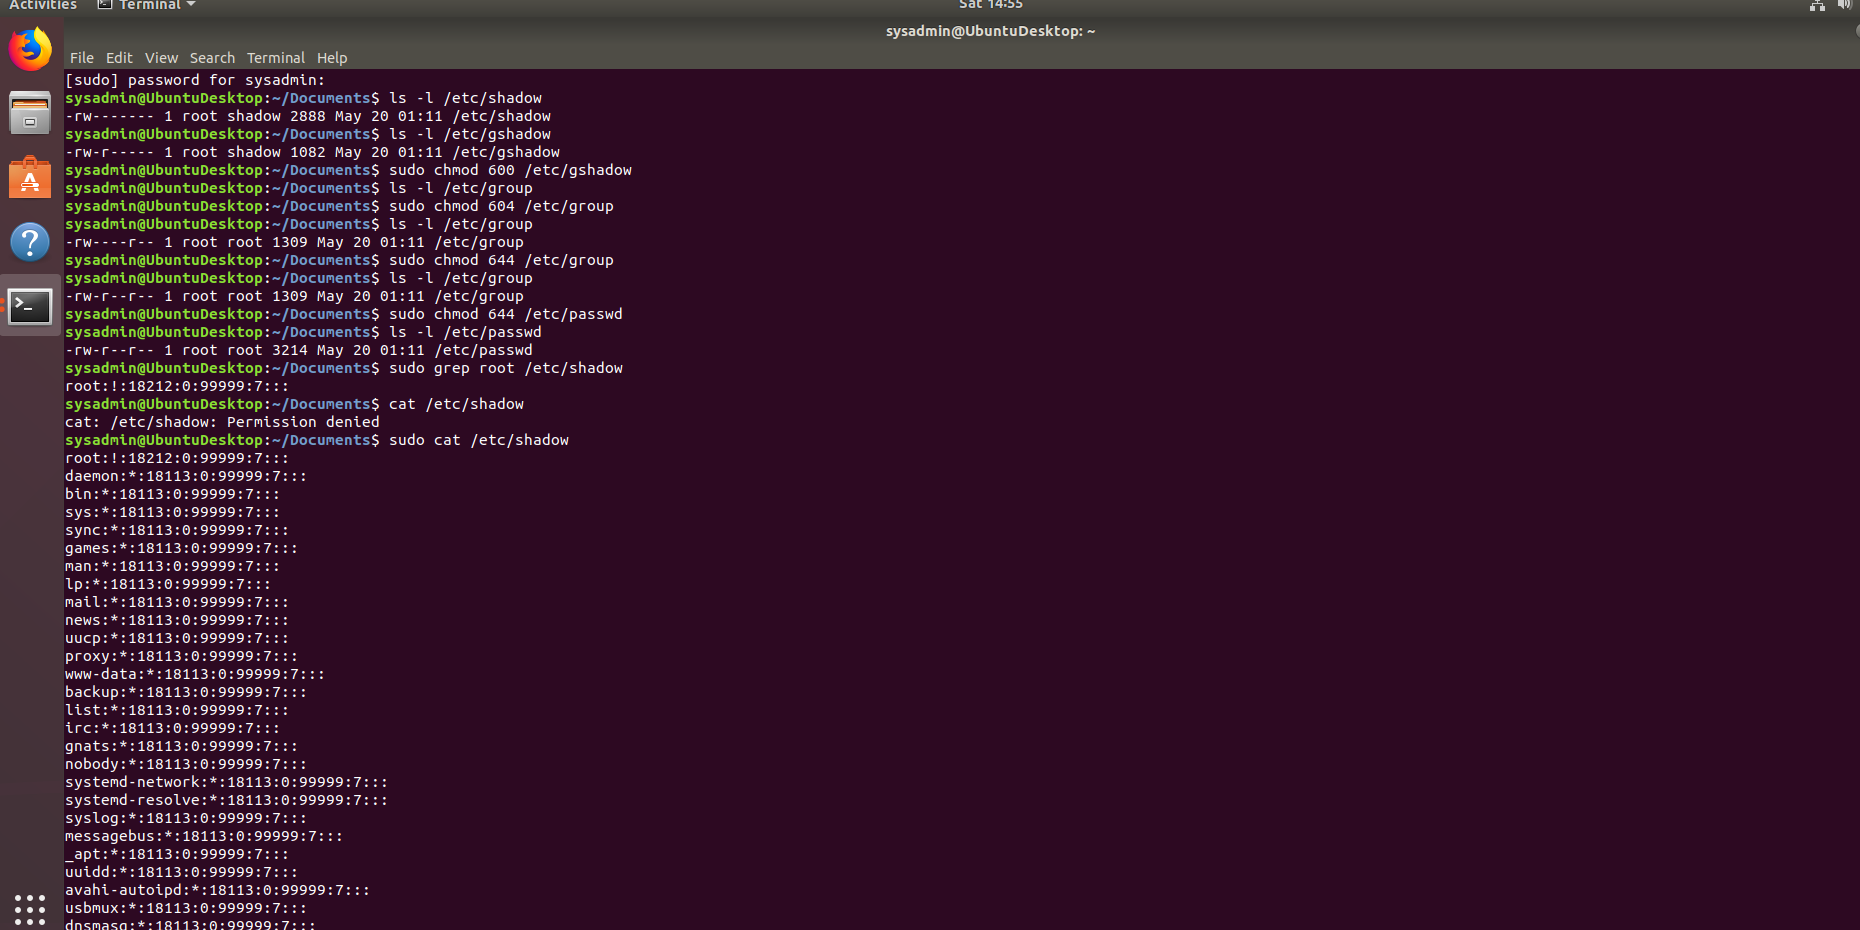 Activities Terminal Sat 14:55
sysadmin@UbuntuDesktop: ~
File Edit View Search Terminal Help
[sudo] password for sysadmin:
sysadmin@UbuntuDesktop:~/Documents$ ls -l /etc/shadow
-rw------- 1 root shadow 2888 May 20 01:11 /etc/shadow
sysadmin@UbuntuDesktop:~/Documents$ ls -l /etc/gshadow
-rw-r----- 1 root shadow 1082 May 20 01:11 /etc/gshadow
sysadmin@UbuntuDesktop:~/Documents$ sudo chmod 600 /etc/gshadow
sysadmin@UbuntuDesktop:~/Documents$ ls -l /etc/group
sysadmin@UbuntuDesktop:~/Documents$ sudo chmod 604 /etc/group
sysadmin@UbuntuDesktop:~/Documents$ ls -l /etc/group
-rw----r-- 1 root root 1309 May 20 01:11 /etc/group
sysadmin@UbuntuDesktop:~/Documents$ sudo chmod 644 /etc/group
sysadmin@UbuntuDesktop:~/Documents$ ls -l /etc/group
-rw-r--r-- 1 root root 1309 May 20 01:11 /etc/group
sysadmin@UbuntuDesktop:~/Documents$ sudo chmod 644 /etc/passwd
sysadmin@UbuntuDesktop:~/Documents$ ls -l /etc/passwd
-rw-r--r-- 1 root root 3214 May 20 01:11 /etc/passwd
sysadmin@UbuntuDesktop:~/Documents$ sudo grep root /etc/shadow
root:!:18212:0:99999:7:::
sysadmin@UbuntuDesktop:~/Documents$ cat /etc/shadow
cat: /etc/shadow: Permission denied
sysadmin@UbuntuDesktop:~/Documents$ sudo cat /etc/shadow
root:!:18212:0:99999:7:::
daemon:*:18113:0:99999:7:::
bin:*:18113:0:99999:7:::
sys:*:18113:0:99999:7:::
sync:*:18113:0:99999:7:::
games:*:18113:0:99999:7:::
man:*:18113:0:99999:7:::
lp:*:18113:0:99999:7:::
mail:*:18113:0:99999:7:::
news:*:18113:0:99999:7:::
uucp:*:18113:0:99999:7:::
proxy:*:18113:0:99999:7:::
www-data:*:18113:0:99999:7:::
backup:*:18113:0:99999:7:::
list:*:18113:0:99999:7:::
irc:*:18113:0:99999:7:::
gnats:*:18113:0:99999:7:::
nobody:*:18113:0:99999:7:::
systemd-network:*:18113:0:99999:7:::
systemd-resolve:*:18113:0:99999:7:::
syslog:*:18113:0:99999:7:::
messagebus:*:18113:0:99999:7:::
_apt:*:18113:0:99999:7:::
uuidd:*:18113:0:99999:7:::
avahi-autoipd:*:18113:0:99999:7:::
usbmux:*:18113:0:99999:7:::
dnsmasq:*:18113:0:99999:7:::